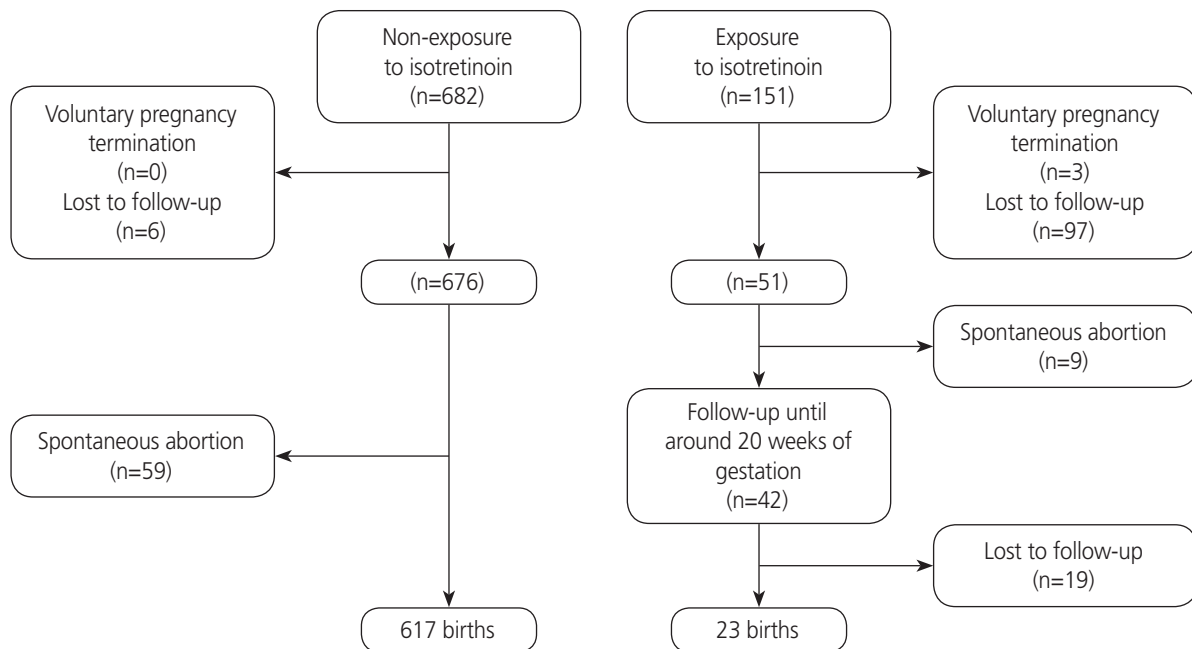 Non-exposure
to isotretinoin
(n=682)
Exposure
to isotretinoin
(n=151)
Voluntary pregnancy
termination
(n=0)
Lost to follow-up
(n=6)
Voluntary pregnancy
termination
(n=3)
Lost to follow-up
(n=97)
(n=676)
(n=51)
Spontaneous abortion
(n=9)
Spontaneous abortion
(n=59)
Follow-up until
around 20 weeks of
gestation
(n=42)
Lost to follow-up
(n=19)
617 births
23 births